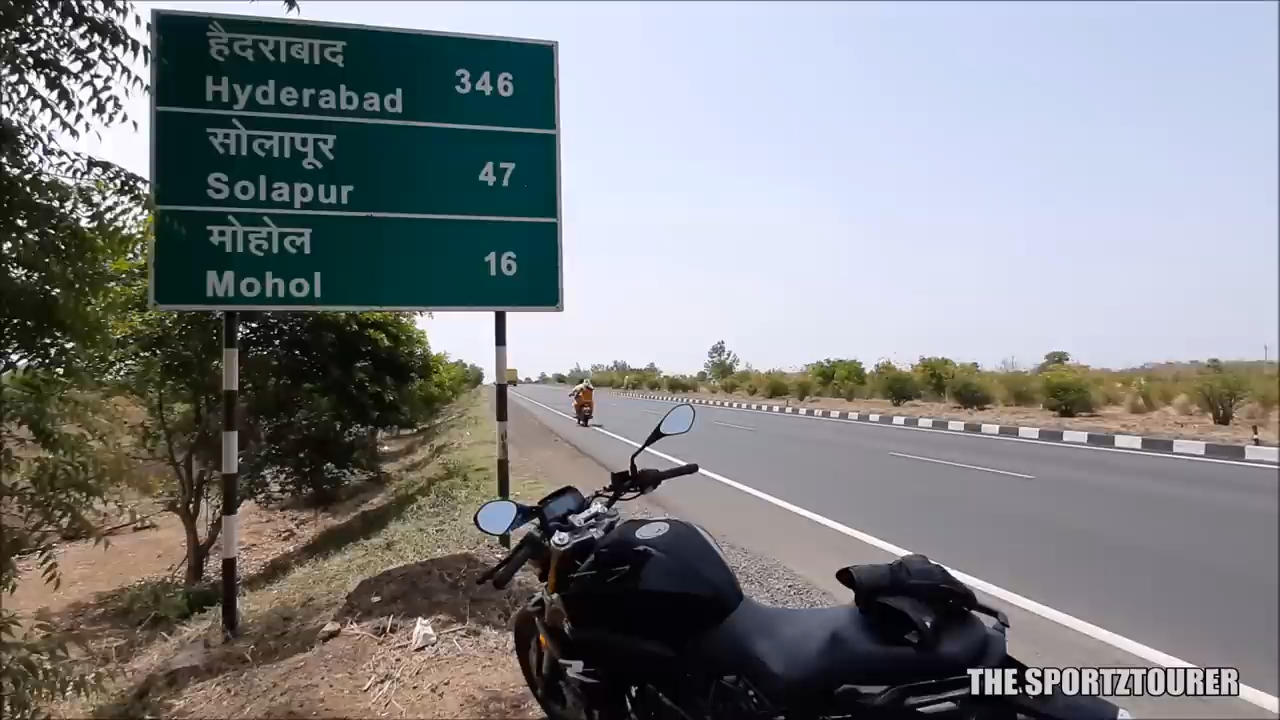 हैदराबाद
Hyderabad 346
सोलापूर
Solapur 47
मोहोल
Mohol 16
THE SPORTZTOURER